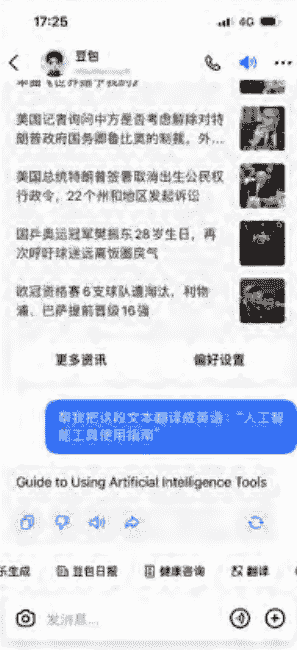 17:25
4G
豆包
美国记者询问中方是否考虑解除对特
朗普政府国务卿鲁比奥的制裁，外...
美国总统特朗普签署取消出生公民权
行政令，22个州和地区发起诉讼
国乒奥运冠军樊振东28岁生日，再
次呼吁球迷远离饭圈戾气
欧冠资格赛6支球队遭淘汰，利物
浦、巴萨提前晋级16强
更多资讯
偏好设置
帮我把这段文本翻译成英语：“人工智
能工具使用指南”
Guide to Using Artificial Intelligence Tools
乐生成
豆包日报
健康咨询
翻译
发消息...